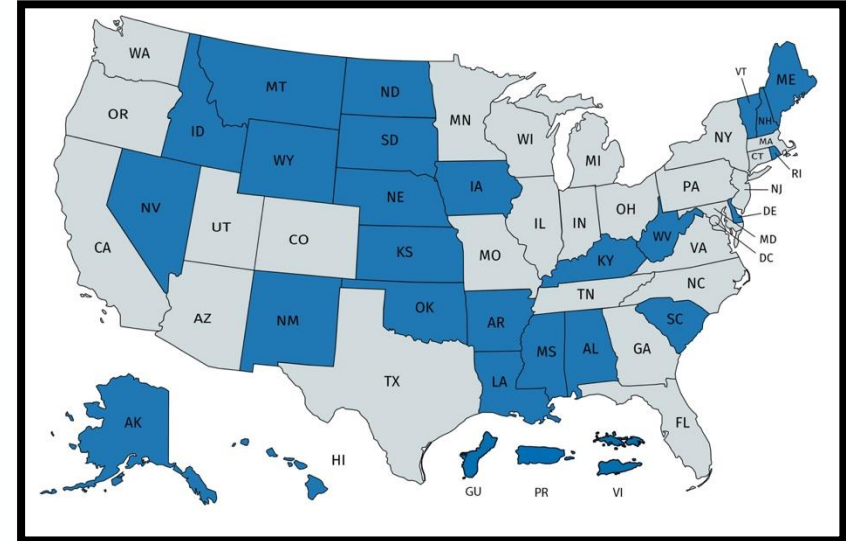 WA
MT
ND
MN
VT
ME
OR
ID
SD
WI
MI
NY
NH
MA
CT
RI
WY
IA
PA
NJ
NV
NE
IL
IN
OH
DE
UT
CO
WV
VA
MD
DC
CA
KS
MO
KY
NC
AZ
NM
OK
AR
TN
SC
MS
AL
GA
TX
LA
FL
AK
HI
GU
PR
VI